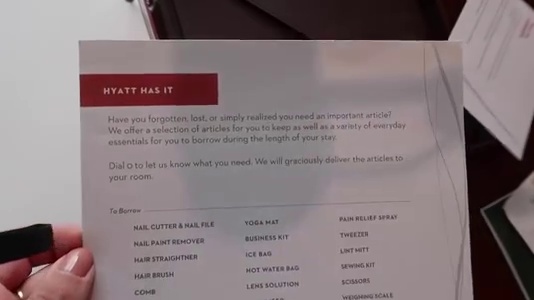 HYATT HAS IT
Have you forgotten, lost, or simply realized you need an important article?
We offer a selection of articles for you to keep as well as a variety of everyday
essentials for you to borrow during the length of your stay.
Dial 0 to let us know what you need. We will graciously deliver the articles to
your room.
To Borrow
NAIL CUTTER & NAIL FILE
NAIL PAINT REMOVER
HAIR STRAIGHTNER
HAIR BRUSH
COMB
YOGA MAT
BUSINESS KIT
ICE BAG
HOT WATER BAG
LENS SOLUTION
PAIN RELIEF SPRAY
TWEEZER
LINT MITT
SEWING KIT
SCISSORS
WEIGHING SCALE